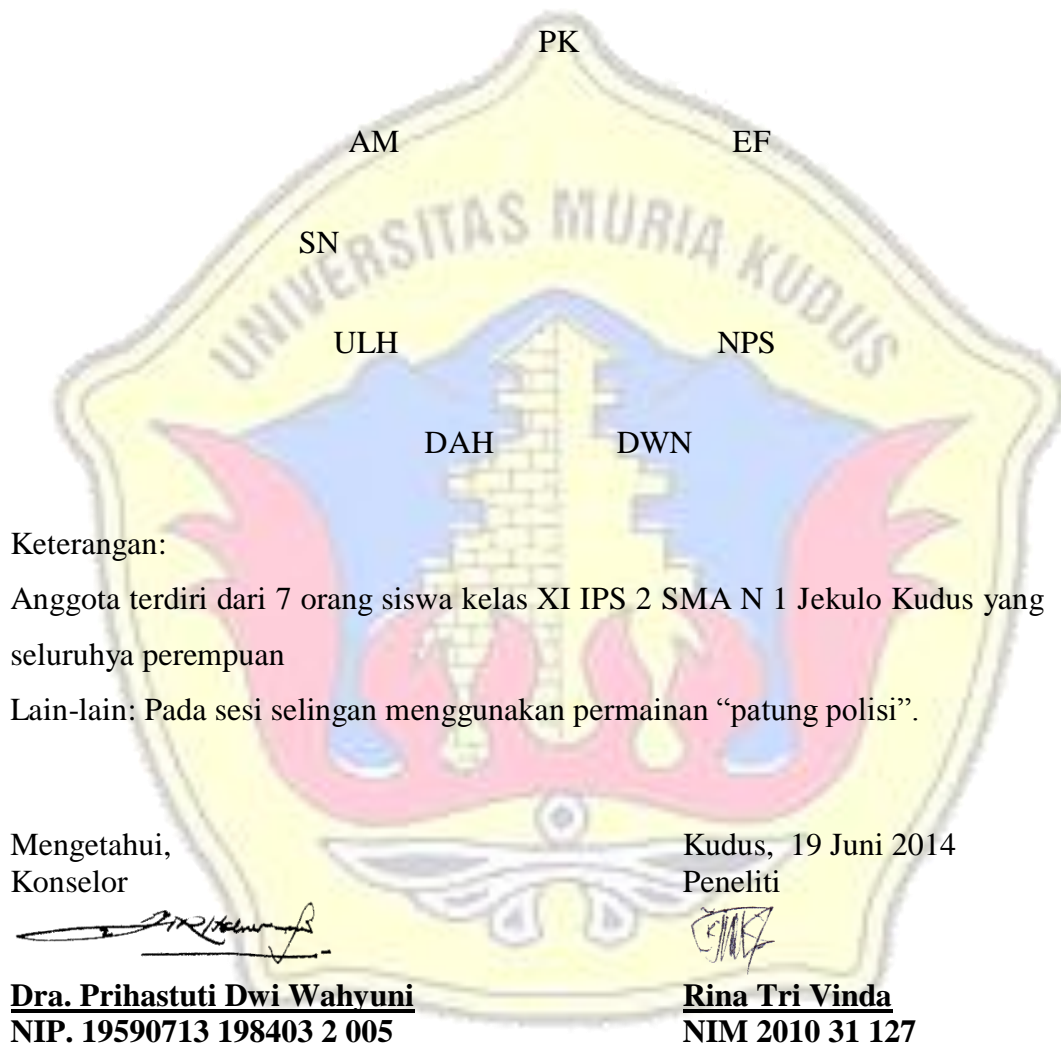 PK
AM EF
UNIVERSITAS MURIA KUDUS
SN
ULH NPS
DAH DWN
Keterangan:
Anggota terdiri dari 7 orang siswa kelas XI IPS 2 SMA N 1 Jekulo Kudus yang
seluruhya perempuan
Lain-lain: Pada sesi selingan menggunakan permainan “patung polisi”.
Mengetahui, Kudus, 19 Juni 2014
Konselor Peneliti
Dra. Prihastuti Dwi Wahyuni Rina Tri Vinda
NIP. 19590713 198403 2 005 NIM 2010 31 127